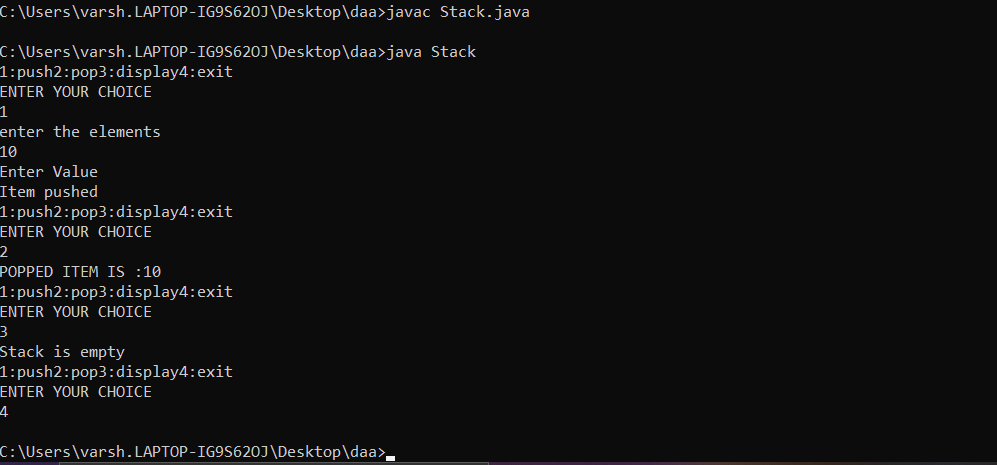 C:\Users\varsh.LAPTOP-IG9S62OJ\Desktop\daa>javac Stack.java
C:\Users\varsh.LAPTOP-IG9S62OJ\Desktop\daa>java Stack
1:push2:pop3:display4:exit
ENTER YOUR CHOICE
1
enter the elements
10
Enter Value
Item pushed
1:push2:pop3:display4:exit
ENTER YOUR CHOICE
2
POPPED ITEM IS :10
1:push2:pop3:display4:exit
ENTER YOUR CHOICE
3
Stack is empty
1:push2:pop3:display4:exit
ENTER YOUR CHOICE
4
C:\Users\varsh.LAPTOP-IG9S62OJ\Desktop\daa>